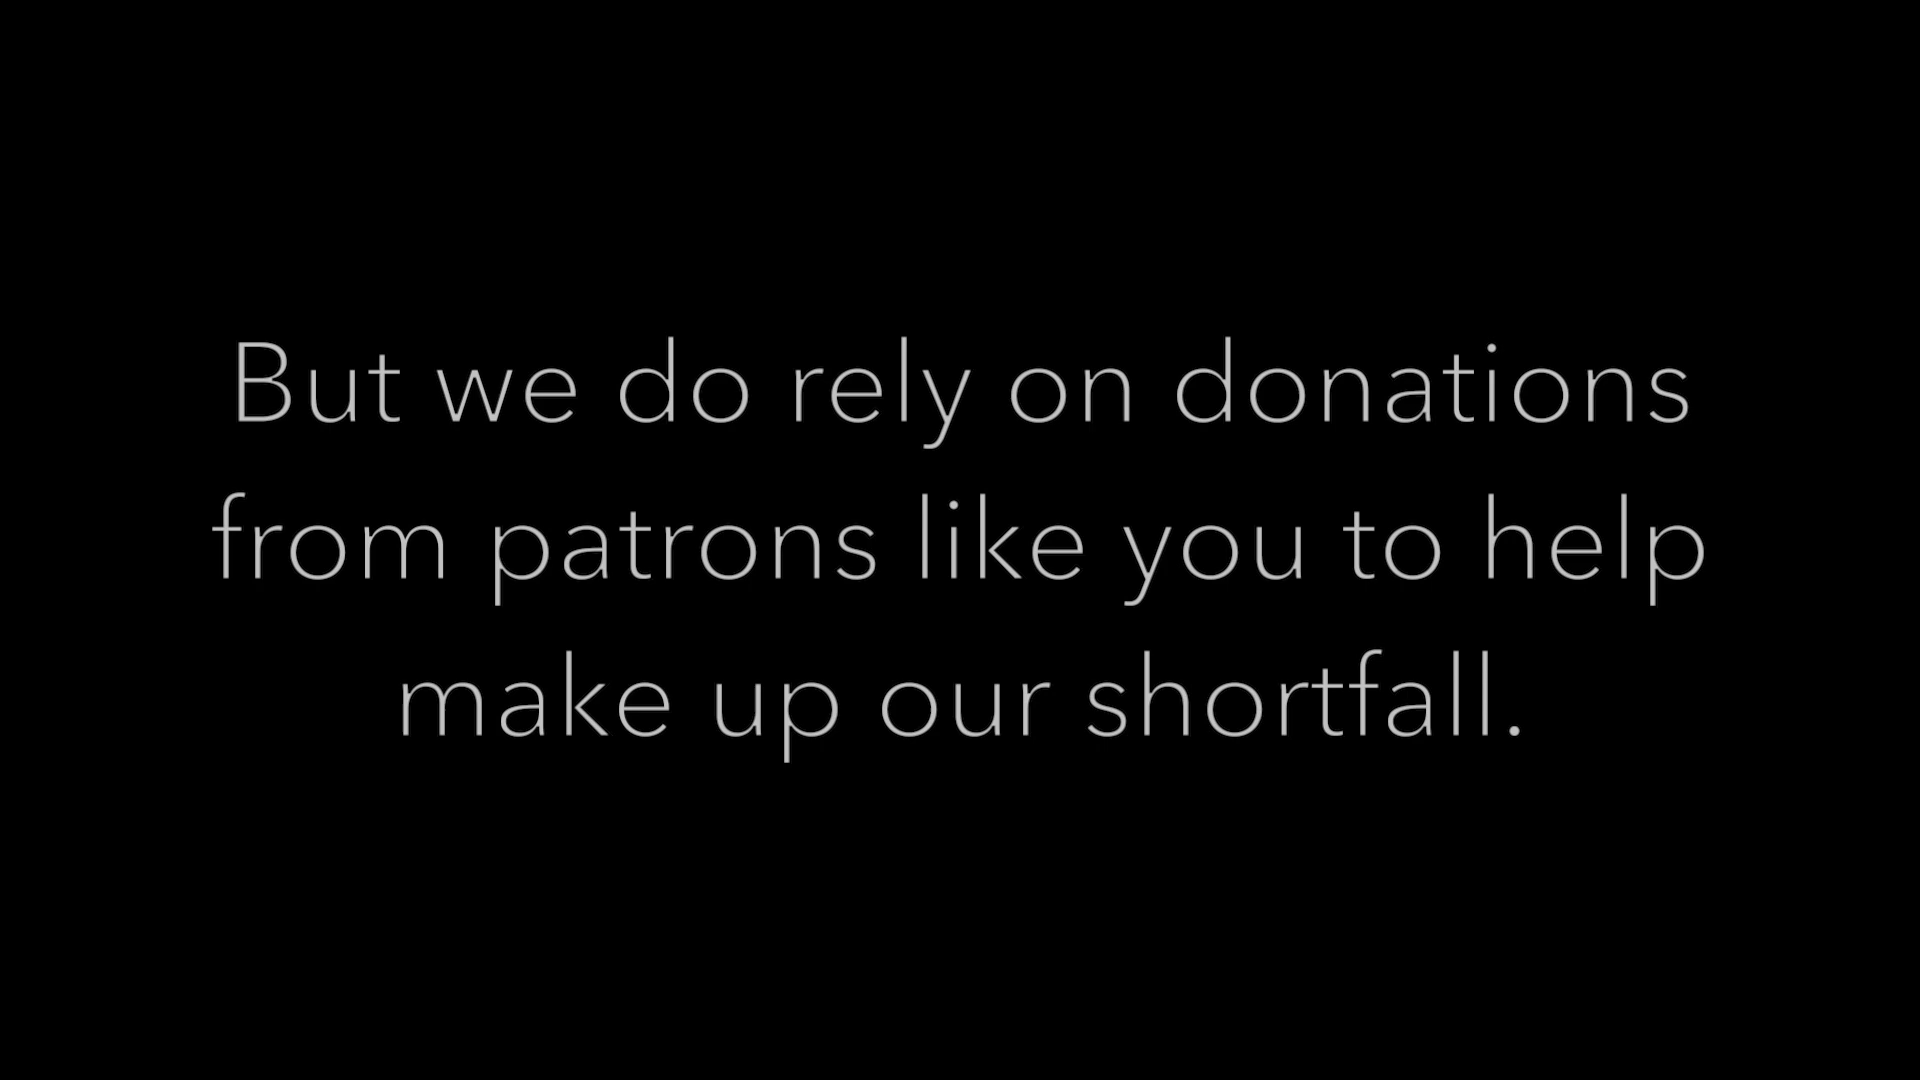 But we do rely on donations
from patrons like you to help
make up our shortfall.